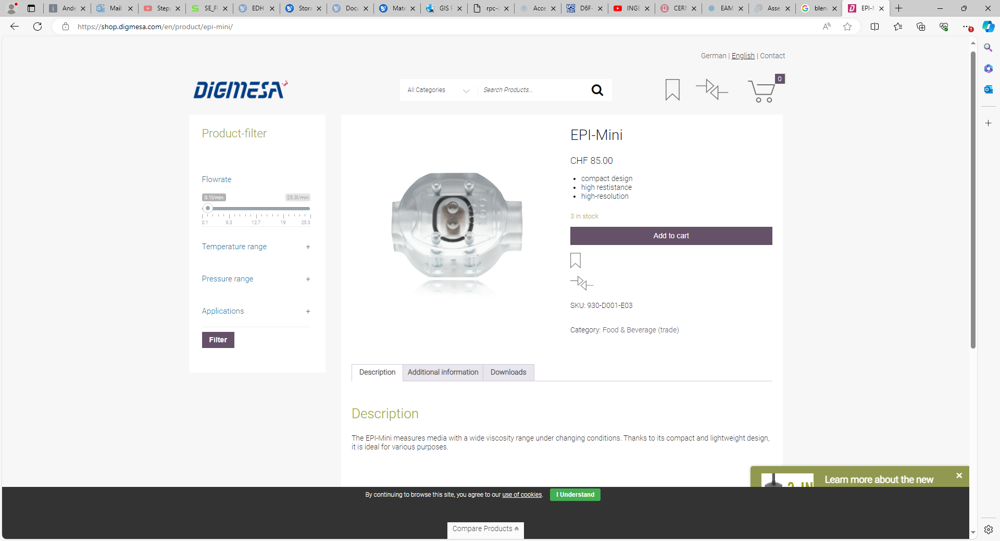 Ande
Mail
Step
SE_F
EDH
Stora
Docu
Mate
GIS F
rpc-c
Acce
D6F-
INGE
CERI
EAM
Asse
blen
EPI-M
https://shop.digmesa.com/en/product/epi-mini/
German | English | Contact
DiGMESA
All Categories
Search Products...
0
Product-filter
Flowrate
0.1l/min 25.3l/min
0.1 6.3 12.7 19 25.3
Temperature range +
Pressure range +
Applications +
Filter
EPI-Mini
CHF 85.00
• compact design
• high restistance
• high-resolution
3 in stock
Add to cart
SKU: 930-D001-E03
Category: Food & Beverage (trade)
Description
Additional information
Downloads
Description
The EPI-Mini measures media with a wide viscosity range under changing conditions. Thanks to its compact and lightweight design,
it is ideal for various purposes.
Learn more about the new
By continuing to browse this site, you agree to our use of cookies.
I Understand
Compare Products